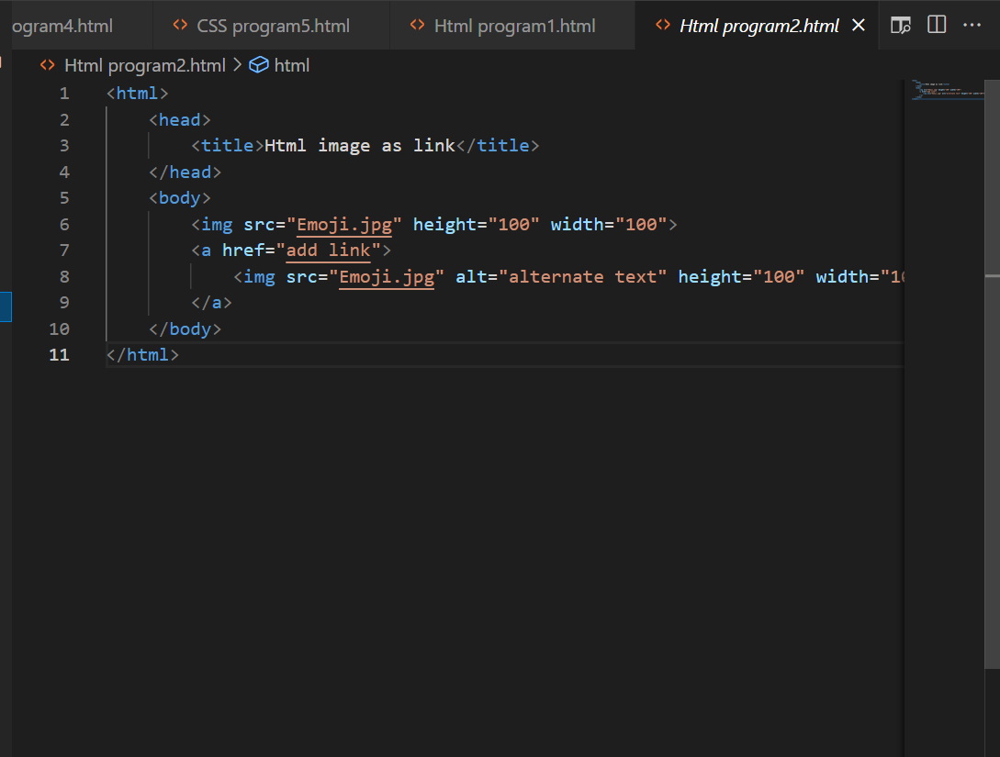 ogram4.html
CSS program5.html
Html program1.html
Html program2.html
Html program2.html > html
1 <html>
2 <head>
3 <title>Html image as link</title>
4 </head>
5 <body>
6 <img src="Emoji.jpg" height="100" width="100">
7 <a href="add link">
8 <img src="Emoji.jpg" alt="alternate text" height="100" width="10
9 </a>
10 </body>
11 </html>